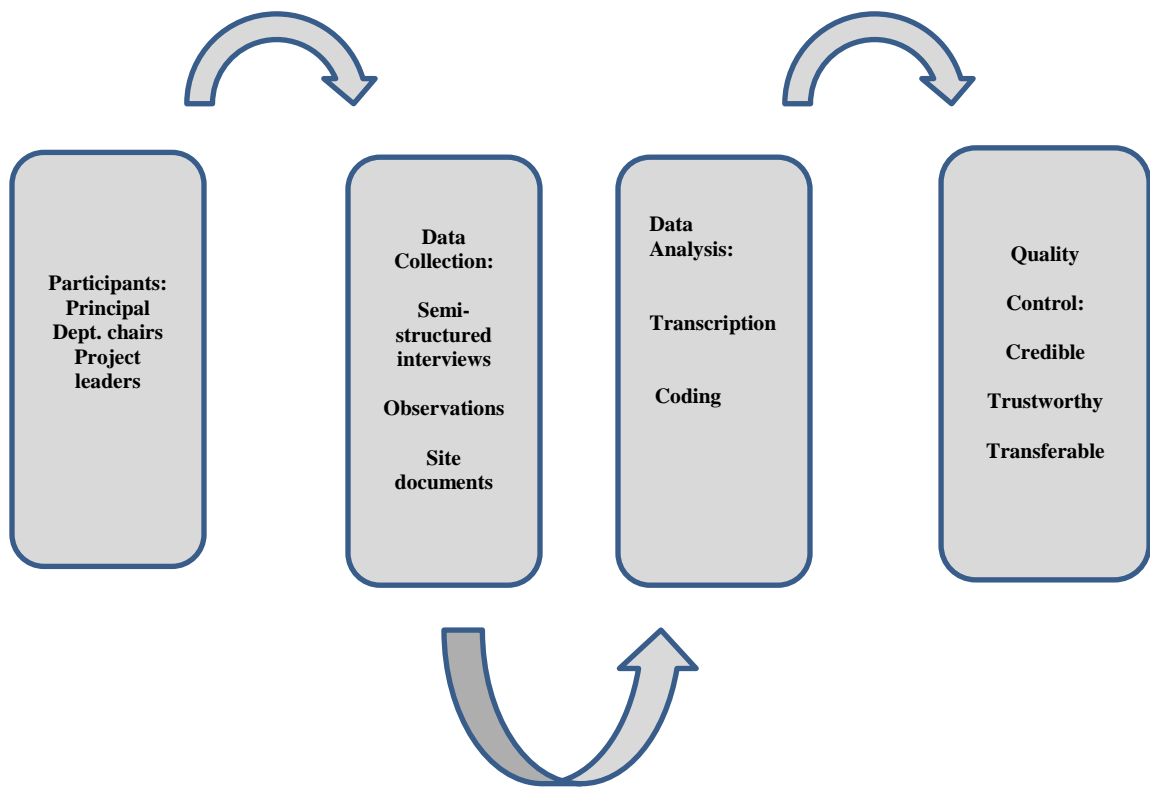 Participants:
Principal
Dept. chairs
Project
leaders
Data
Collection:
Semi-
structured
interviews
Observations
Site
documents
Data
Analysis:
Transcription
Coding
Quality
Control:
Credible
Trustworthy
Transferable